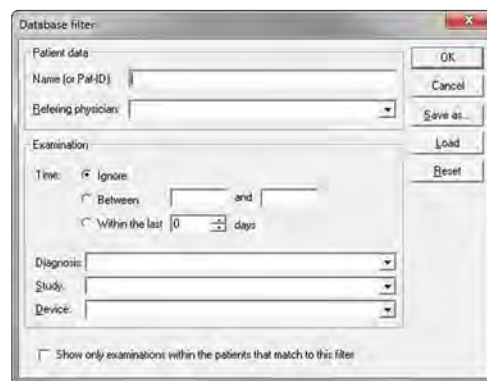 Database filter
Patient data
Name (or Pat-ID):
Refering physician:
Examination
Time: Ignore
Between and
Within the last 0 days
Diagnosis:
Study:
Device:
Show only examinations within the patients that match to this filter
OK
Cancel
Save as...
Load
Reset